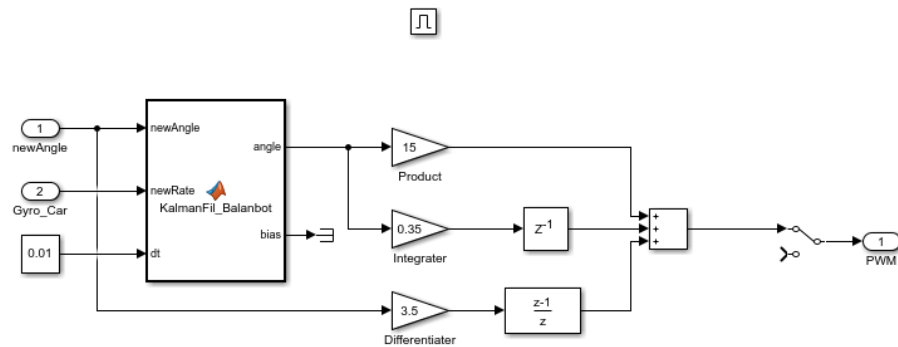 1
newAngle
2
Gyro_Car
0.01
newAngle
newRate
dt
angle
bias
KalmanFil_Balanbot
15
Product
0.35
Integrater
3.5
Differentiater
Z-1
z-1
z
+
+
+
1
PWM